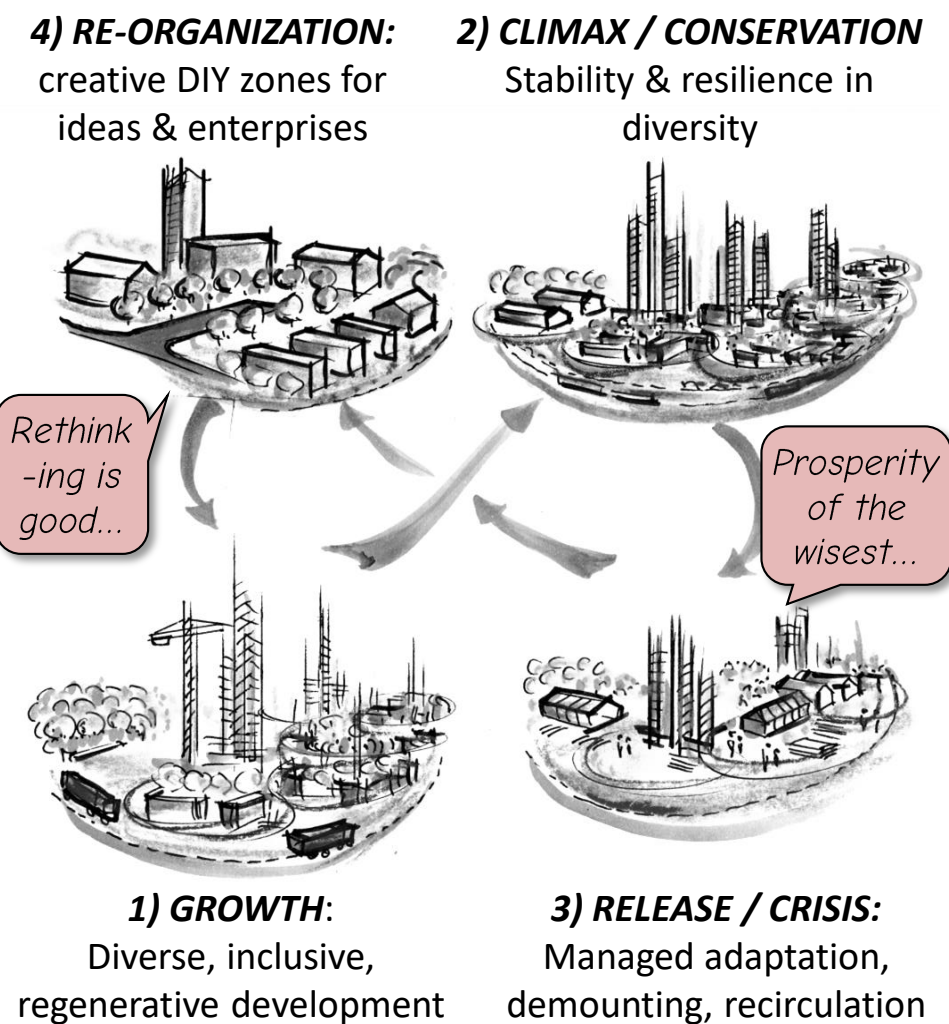 4) RE-ORGANIZATION:
creative DIY zones for
ideas & enterprises
2) CLIMAX / CONSERVATION
Stability & resilience in
diversity
Rethink
-ing is
good...
Prosperity
of the
wisest...
1) GROWTH:
Diverse, inclusive,
regenerative development
3) RELEASE / CRISIS:
Managed adaptation,
demounting, recirculation